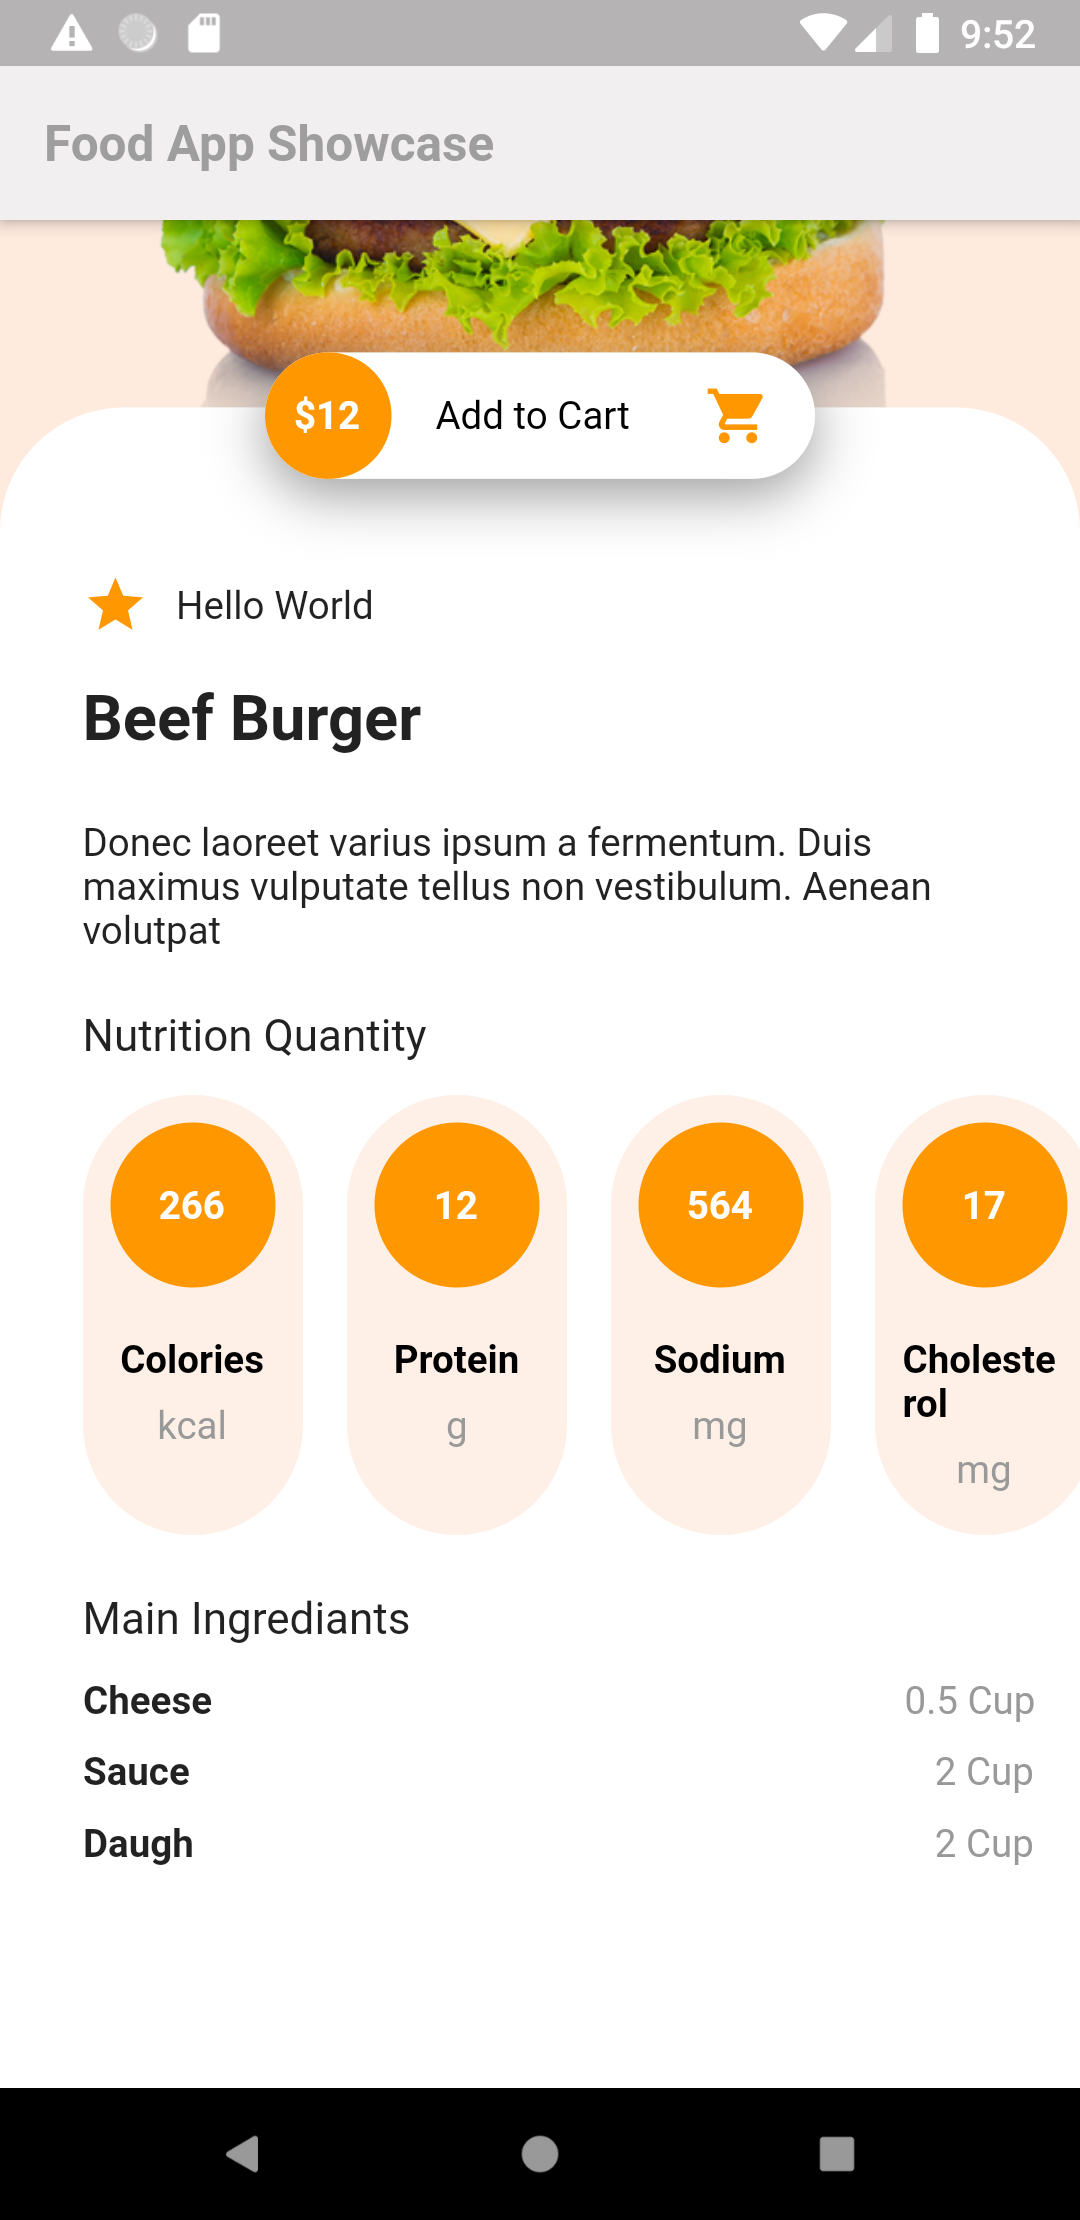 9:52
Food App Showcase
$12 Add to Cart
Hello World
Beef Burger
Donec laoreet varius ipsum a fermentum. Duis
maximus vulputate tellus non vestibulum. Aenean
volutpat
Nutrition Quantity
266 12 564 17
Calories Protein Sodium Choleste
rol
kcal g mg mg
Main Ingrediants
Cheese 0.5 Cup
Sauce 2 Cup
Daugh 2 Cup